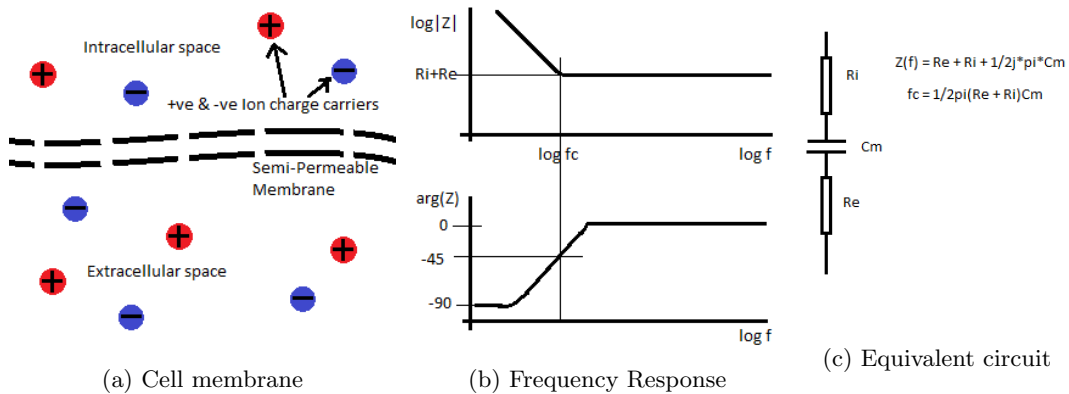 Intracellular space
+ve & -ve Ion charge carriers
Semi-Permeable
Membrane
Extracellular space
(a) Cell membrane
log|Z|
Ri+Re
log fc
log f
arg(Z)
0
-45
-90
log f
(b) Frequency Response
Ri
Cm
Re
Z(f) = Re + Ri + 1/2j*pi*Cm
fc = 1/2pi(Re + Ri)Cm
(c) Equivalent circuit